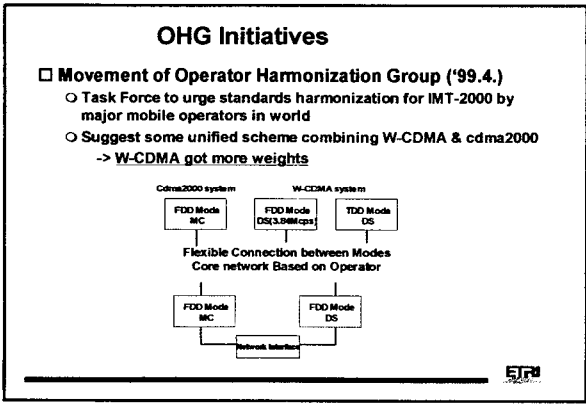 OHG Initiatives
□ Movement of Operator Harmonization Group ('99.4.)
○ Task Force to urge standards harmonization for IMT-2000 by
major mobile operators in world
○ Suggest some unified scheme combining W-CDMA & cdma2000
-> W-CDMA got more weights
Cdma2000 system W-CDMA system
FDD Mode FDD Mode TDD Mode
MC DS(3.84Mcps) DS
Flexible Connection between Modes
Core network Based on Operator
FDD Mode FDD Mode
MC DS
Network Interface
ETRI